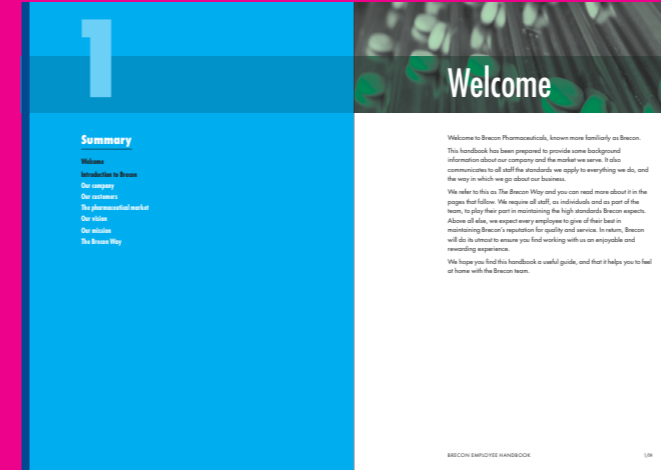 1
Summary
Welcome
Introduction to Brecon
Our company
Our customers
The pharmaceutical market
Our vision
Our mission
The Brecon Way
Welcome
Welcome to Brecon Pharmaceuticals, known more familiarly as Brecon.
This handbook has been prepared to provide some background
information about our company and the market we serve. It also
communicates to all staff the standards we apply to everything we do, and
the way in which we go about our business.
We refer to this as The Brecon Way and you can read more about it in the
pages that follow. We require all staff, as individuals and as part of the
team, to play their part in maintaining the high standards Brecon expects.
Above all else, we expect every employee to give of their best in
maintaining Brecon's reputation for quality and service. In return, Brecon
will do its utmost to ensure you find working with us an enjoyable and
rewarding experience.
We hope you find this handbook a useful guide, and that it helps you to feel
at home with the Brecon team.
BRECON EMPLOYEE HANDBOOK